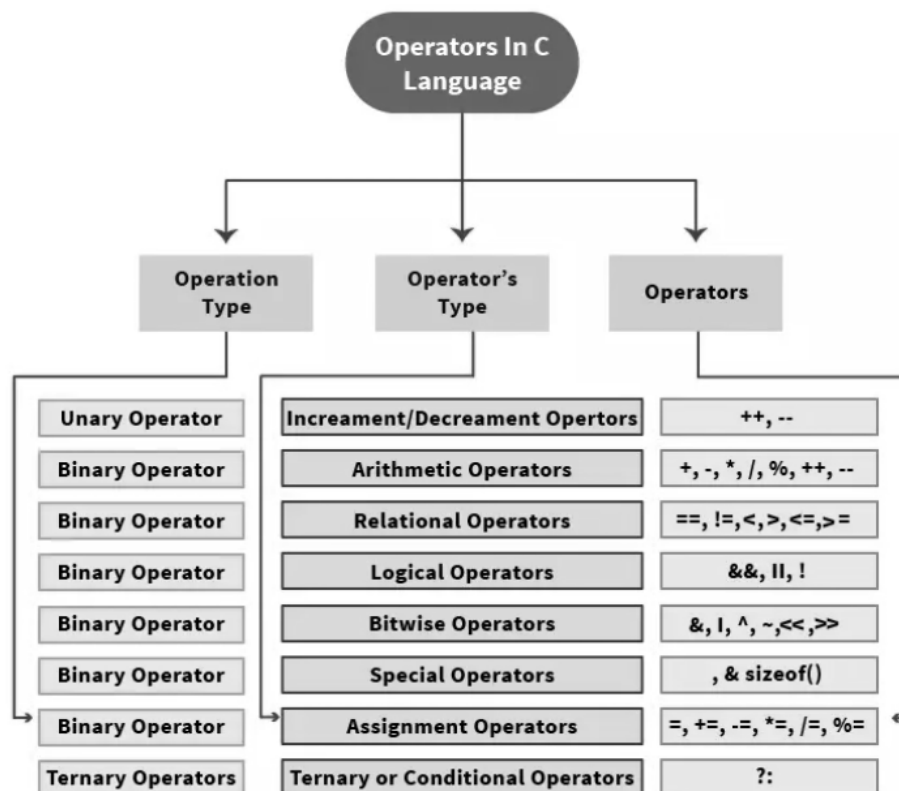 Operators In C
Language
Operation
Type
Operator's
Type
Operators
Unary Operator
Increament/Decreament Opertors
++, --
Binary Operator
Arithmetic Operators
+, -, *, /, %, ++, --
Binary Operator
Relational Operators
==, !=,<,>,<=,>=
Binary Operator
Logical Operators
&&, II, !
Binary Operator
Bitwise Operators
&, I, ^, ~,<<,>>
Binary Operator
Special Operators
, & sizeof()
Binary Operator
Assignment Operators
=, +=, -=, *=, /=, %=
Ternary Operators
Ternary or Conditional Operators
?: